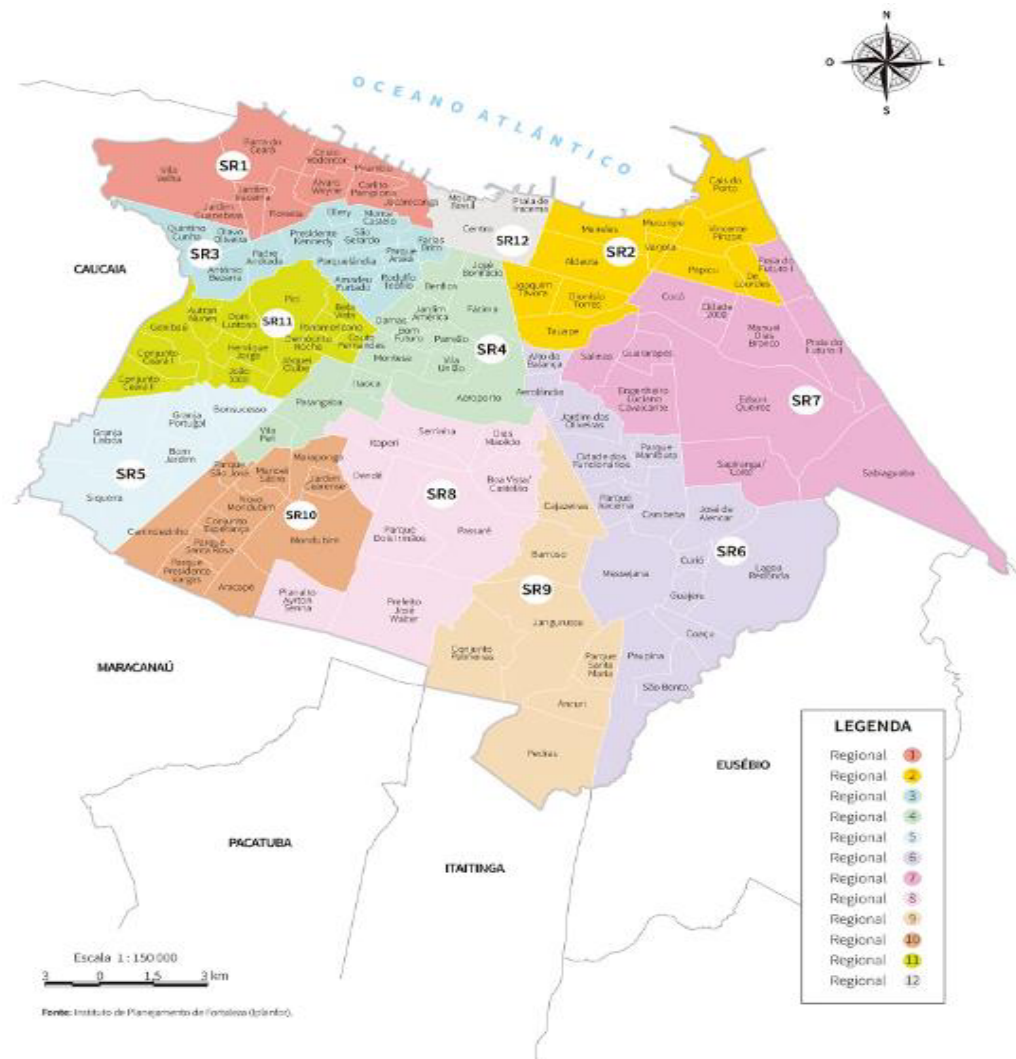 N
O
L
S
OCEANO ATLÁNTICO
Barra do
Ceará
Cristo
Redentor
Pirambu
SR1
Vila
Velha
Álvaro
Weyne
Carlito
Pamplona
Jardim
Iracema
Jacarecanga
Jardim
Guanabara
Floresta
Ellery
Monte
Castelo
Moura
Brasil
Praia de
Iracema
Centro
SR12
Cais do
Porto
Meireles
Mucuripe
Vincente
Pinzon
SR2
Varjota
Aldeota
Papicu
De
Lourdes
Praia do
Futuro I
Joaquim
Távora
Dionísio
Torres
Tauape
Quintino
Cunha
Olavo
Oliveira
SR3
Presidente
Kennedy
São
Gerardo
Farias
Brito
Padre
Andrade
Parquelândia
Parque
Araxá
Antônio
Bezerra
Amadeu
Furtado
Rodolfo
Teófilo
José
Bonifácio
Benfica
CAUCAIA
Pici
Bela
Vista
Autran
Nunes
Dom
Lustosa
SR11
Genibaú
Panamericano
Demócrito
Rocha
Couto
Fernandes
Henrique
Jorge
Jóquei
Clube
João
XXIII
Conjunto
Ceará I
Conjunto
Ceará II
Jardim
América
Fátima
Damas
Bom
Futuro
Parreão
SR4
Montese
Vila
União
Itaoca
Aeroporto
Parangaba
Vila
Peri
Cocó
Cidade
2000
Manuel
Dias
Branco
Praia do
Futuro II
Salinas
Guararapes
Engenheiro
Luciano
Cavalcante
Edson
Queiroz
SR7
Sapiranga/
Coité
Sabiaguaba
Alto da
Balança
Aerolândia
Jardim das
Oliveiras
Cidade dos
Funcionários
Parque
Manibura
Parque
Iracema
Cambeba
José de
Alencar
SR6
Curió
Lagoa
Redonda
Messejana
Guajeru
Coaçu
Paupina
São Bento
Bonsucesso
Granja
Portugal
Granja
Lisboa
Bom
Jardim
SR5
Siqueira
Parque
São José
Manoel
Sátiro
Maraponga
Jardim
Cearense
Novo
Mondubim
SR10
Conjunto
Esperança
Canindezinho
Mondubim
Parque
Santa Rosa
Parque
Presidente
Vargas
Aracapé
Itaperi
Serrinha
Dias
Macêdo
Dendê
SR8
Boa Vista/
Castelão
Parque
Dois Irmãos
Passaré
Planalto
Ayrton
Senna
Prefeito
José
Walter
Cajazeiras
Barroso
SR9
Jangurussu
Conjunto
Palmeiras
Parque
Santa
Maria
Ancuri
Pedras
MARACANAÚ
PACATUBA
ITAITINGA
EUSÉBIO
LEGENDA
Regional 1
Regional 2
Regional 3
Regional 4
Regional 5
Regional 6
Regional 7
Regional 8
Regional 9
Regional 10
Regional 11
Regional 12
Escala 1 : 150 000
3 0 1,5 3 km
Fonte: Instituto de Planejamento de Fortaleza (Iplanfor).